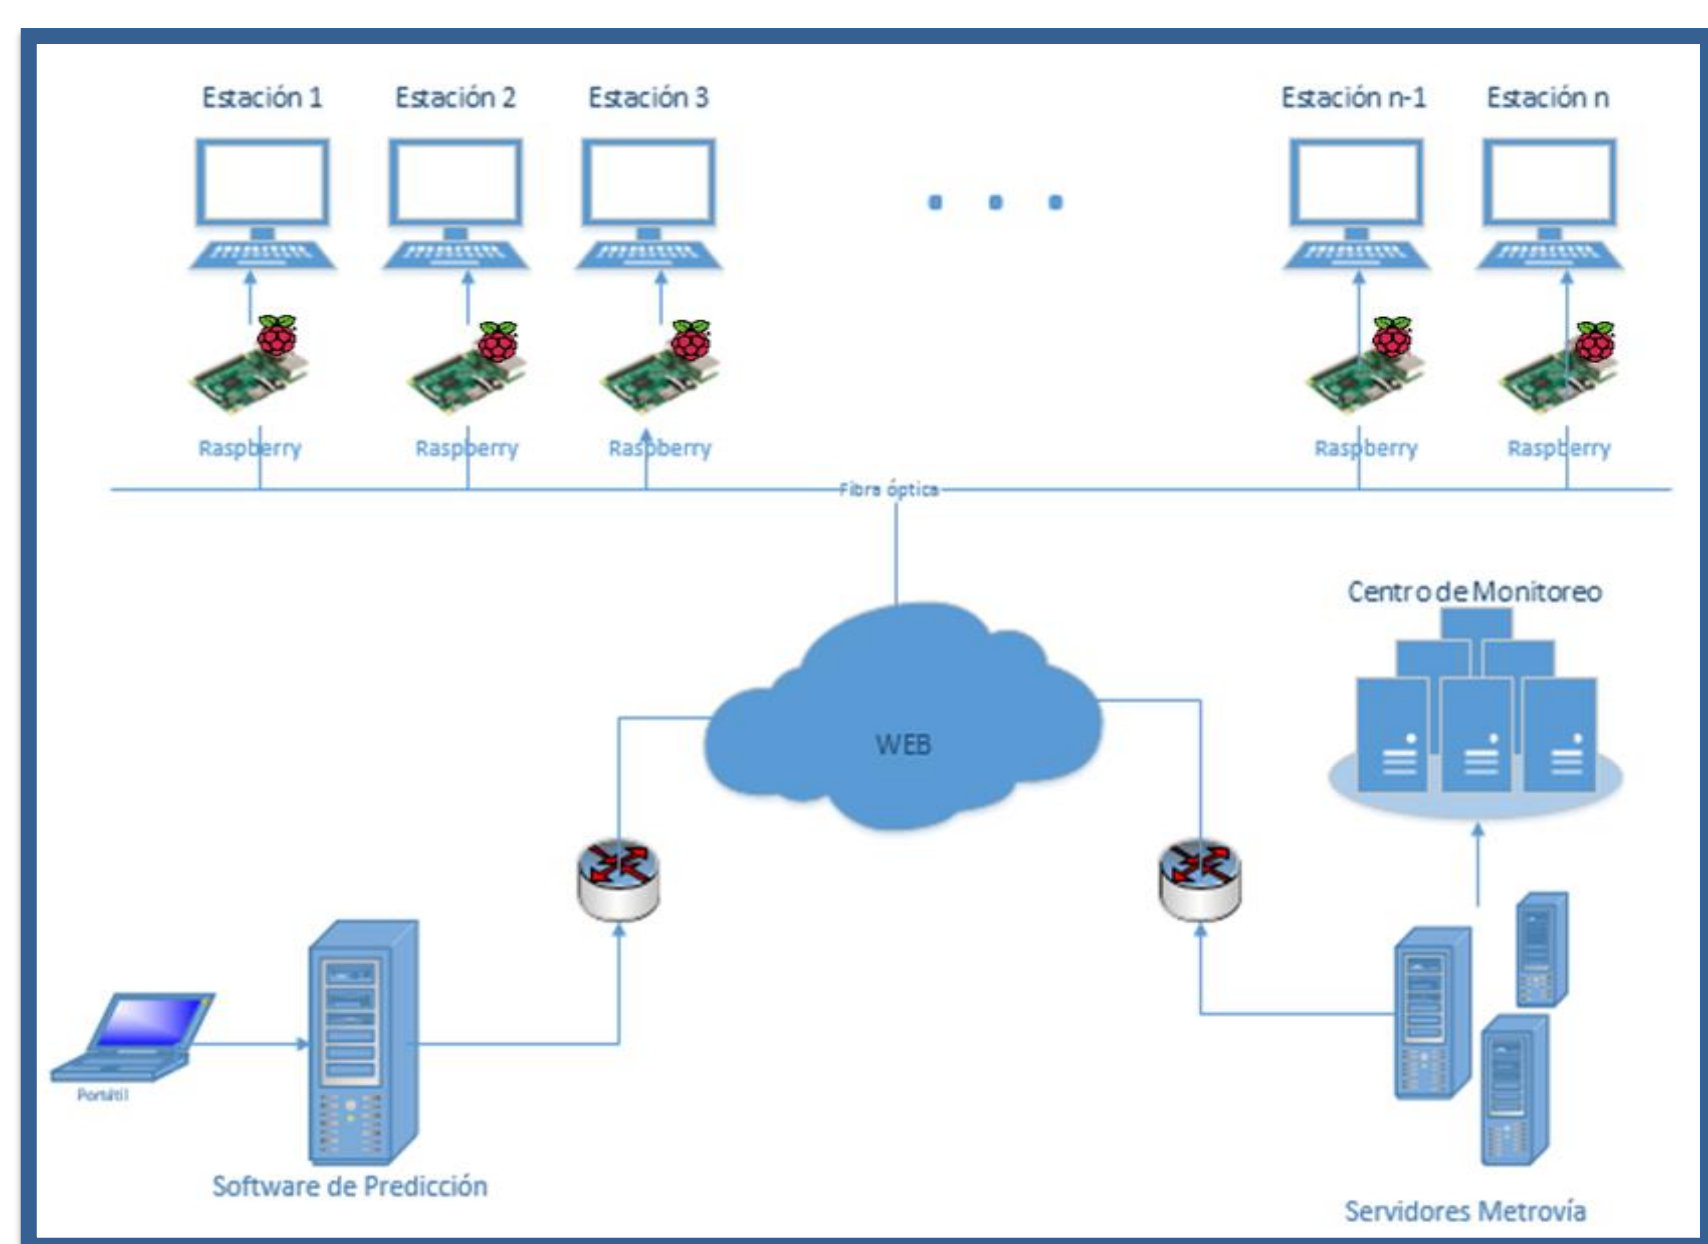 Estación 1
Estación 2
Estación 3
Estación n-1
Estación n
Raspberry
Raspberry
Raspberry
Raspberry
Raspberry
Fibra óptica
Centro de Monitoreo
WEB
Portátil
Software de Predicción
Servidores Metrovía